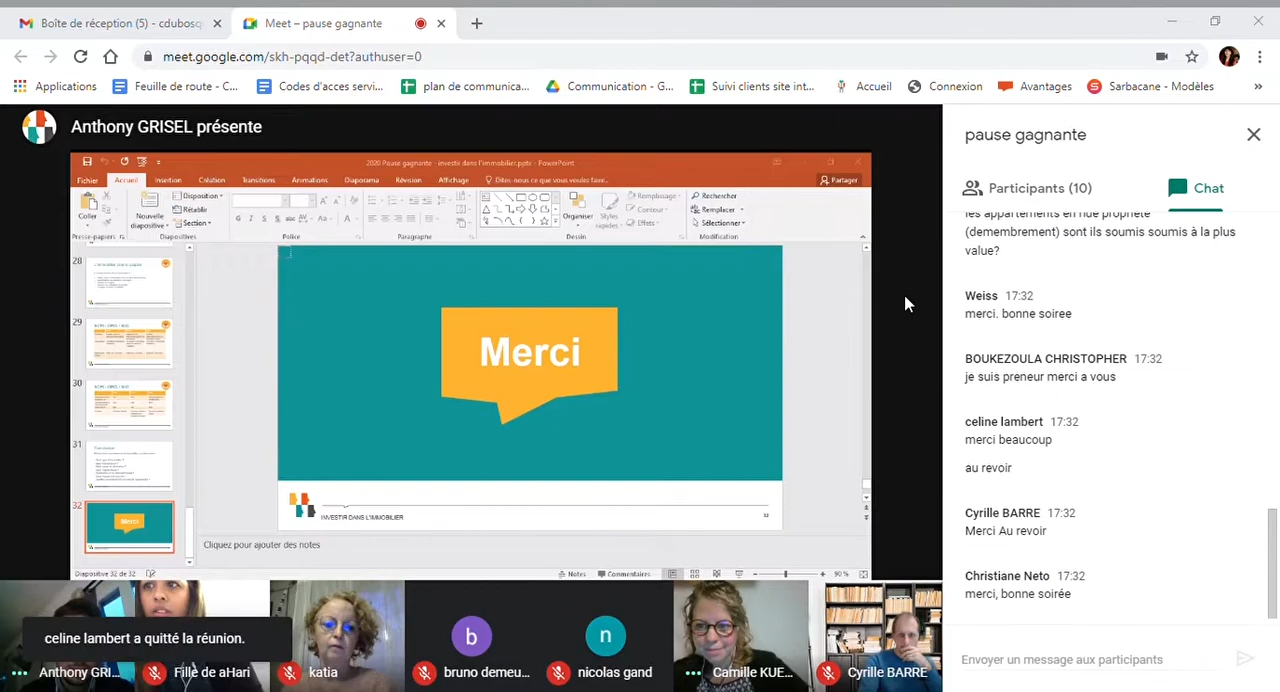 Boîte de réception (5) - cdubosq
Meet – pause gagnante
meet.google.com/skh-pqqd-det?authuser=0
Applications
Feuille de route - C...
Codes d'acces servi...
plan de communica...
Communication - G...
Suivi clients site int...
Accueil
Connexion
Avantages
Sarbacane - Modèles
»
Anthony GRISEL présente
2020 Pause gagnante - investir dans l'immobilier.pptx - PowerPoint
Fichier
Accueil
Insertion
Création
Transitions
Animations
Diaporama
Révision
Affichage
Dites-nous ce que vous voulez faire.
Partager
Coller
Nouvelle
diapositive
Disposition
Rétablir
Section
Organiser
Styles
rapides
Remplissage
Contour
Effets
Rechercher
Remplacer
Sélectionner
Presse-papiers
Diapositives
Police
Paragraphe
Dessin
Modification
28
29
30
31
32
Merci
Merci
INVESTIR DANS L'IMMOBILIER
32
Cliquez pour ajouter des notes
Diapositive 32 de 32
Notes
Commentaires
90 %
celine lambert a quitté la réunion.
Anthony GRI...
Fille de aHari
katia
b
bruno demeu...
n
nicolas gand
Camille KUE...
Cyrille BARRE
pause gagnante
Participants (10)
Chat
les appartements en nue propriété
(demembrement) sont ils soumis soumis à la plus
value?
Weiss 17:32
merci. bonne soiree
BOUKEZOULA CHRISTOPHER 17:32
je suis preneur merci a vous
celine lambert 17:32
merci beaucoup
au revoir
Cyrille BARRE 17:32
Merci Au revoir
Christiane Neto 17:32
merci, bonne soirée
Envoyer un message aux participants